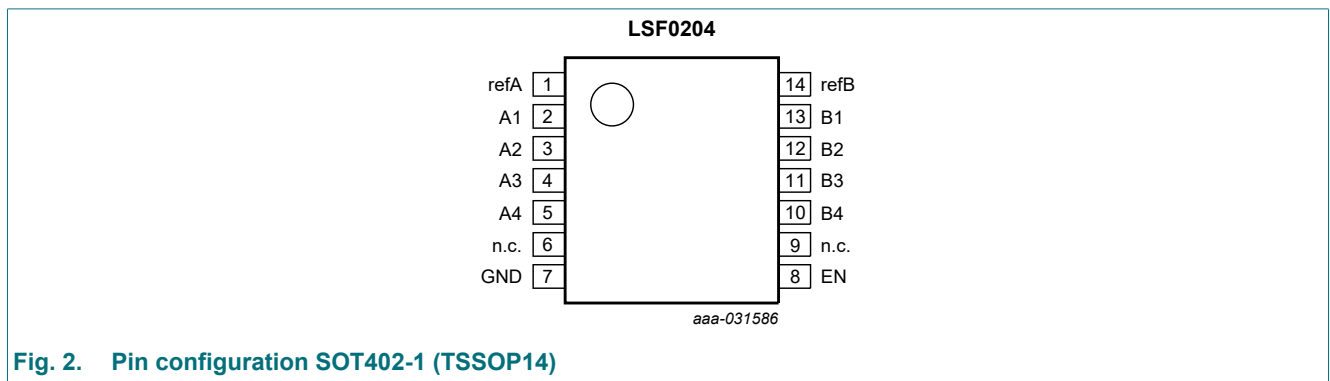 LSF0204
refA 1 14 refB
A1 2 13 B1
A2 3 12 B2
A3 4 11 B3
A4 5 10 B4
n.c. 6 9 n.c.
GND 7 8 EN
aaa-031586
Fig. 2. Pin configuration SOT402-1 (TSSOP14)